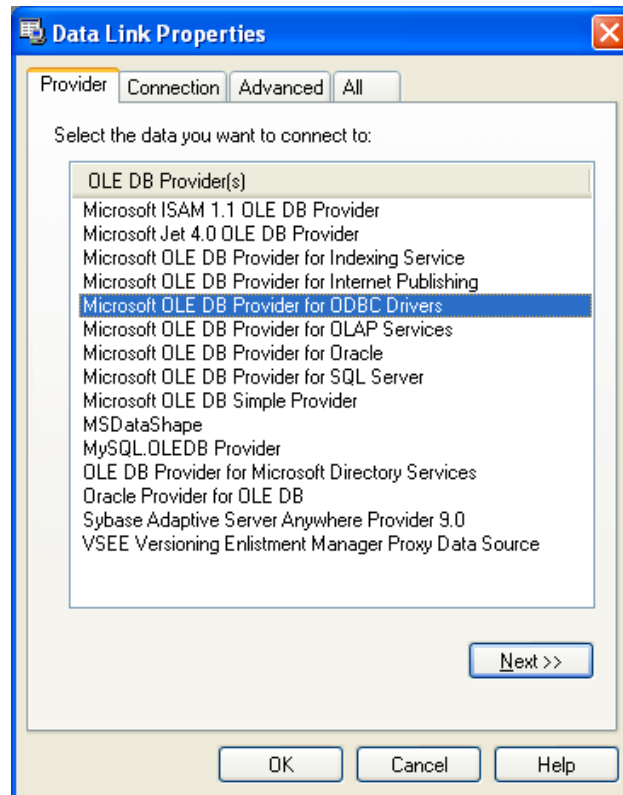 Data Link Properties
Provider Connection Advanced All
Select the data you want to connect to:
OLE DB Provider(s)
Microsoft ISAM 1.1 OLE DB Provider
Microsoft Jet 4.0 OLE DB Provider
Microsoft OLE DB Provider for Indexing Service
Microsoft OLE DB Provider for Internet Publishing
Microsoft OLE DB Provider for ODBC Drivers
Microsoft OLE DB Provider for OLAP Services
Microsoft OLE DB Provider for Oracle
Microsoft OLE DB Provider for SQL Server
Microsoft OLE DB Simple Provider
MSDataShape
MySQL.OLEDB Provider
OLE DB Provider for Microsoft Directory Services
Oracle Provider for OLE DB
Sybase Adaptive Server Anywhere Provider 9.0
VSEE Versioning Enlistment Manager Proxy Data Source
Next >>
OK Cancel Help